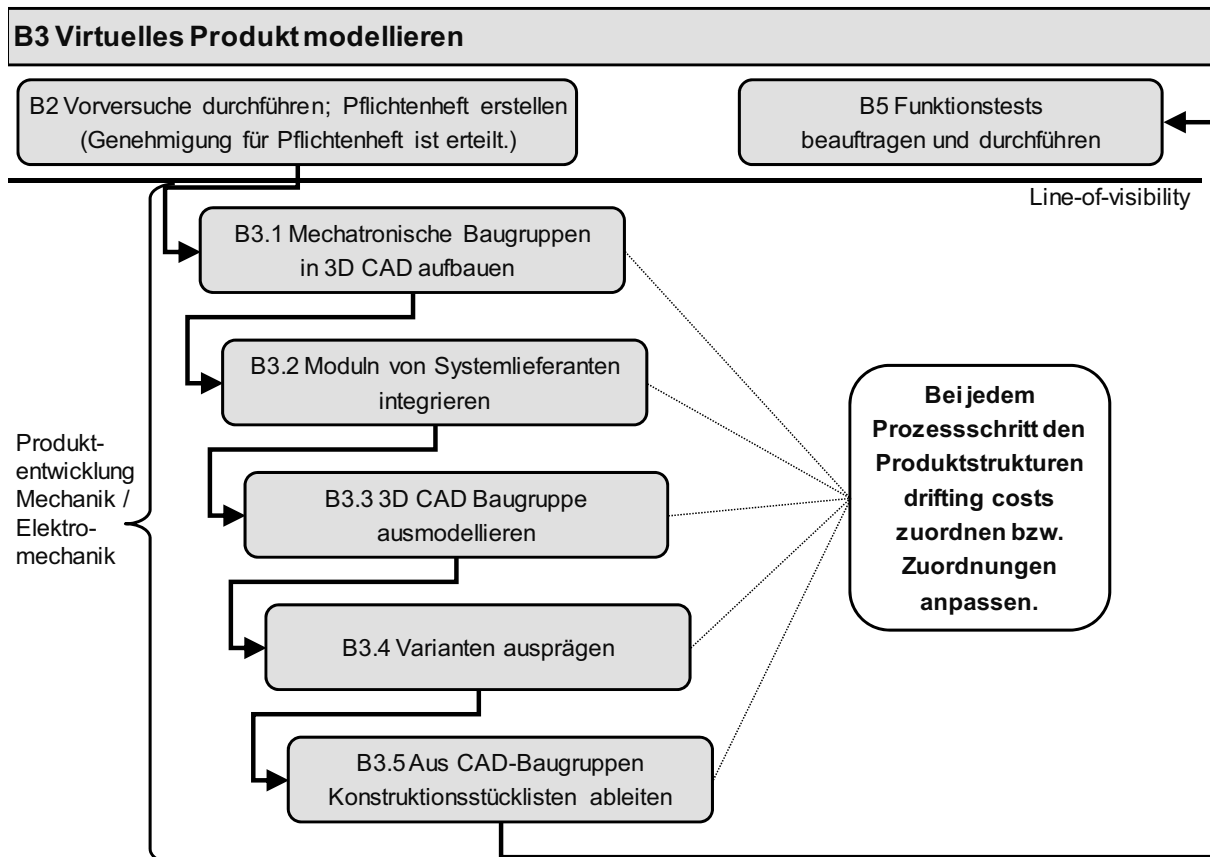 B3 Virtuelles Produkt modellieren
B2 Vorversuche durchführen; Pflichtenheft erstellen
(Genehmigung für Pflichtenheft ist erteilt.)
B5 Funktionstests
beauftragen und durchführen
Line-of-visibility
B3.1 Mechatronische Baugruppen
in 3D CAD aufbauen
B3.2 Moduln von Systemlieferanten
integrieren
B3.3 3D CAD Baugruppe
ausmodellieren
B3.4 Varianten ausprägen
B3.5 Aus CAD-Baugruppen
Konstruktionsstücklisten ableiten
Produkt-
entwicklung
Mechanik /
Elektro-
mechanik
Bei jedem
Prozessschritt den
Produktstrukturen
drifting costs
zuordnen bzw.
Zuordnungen
anpassen.